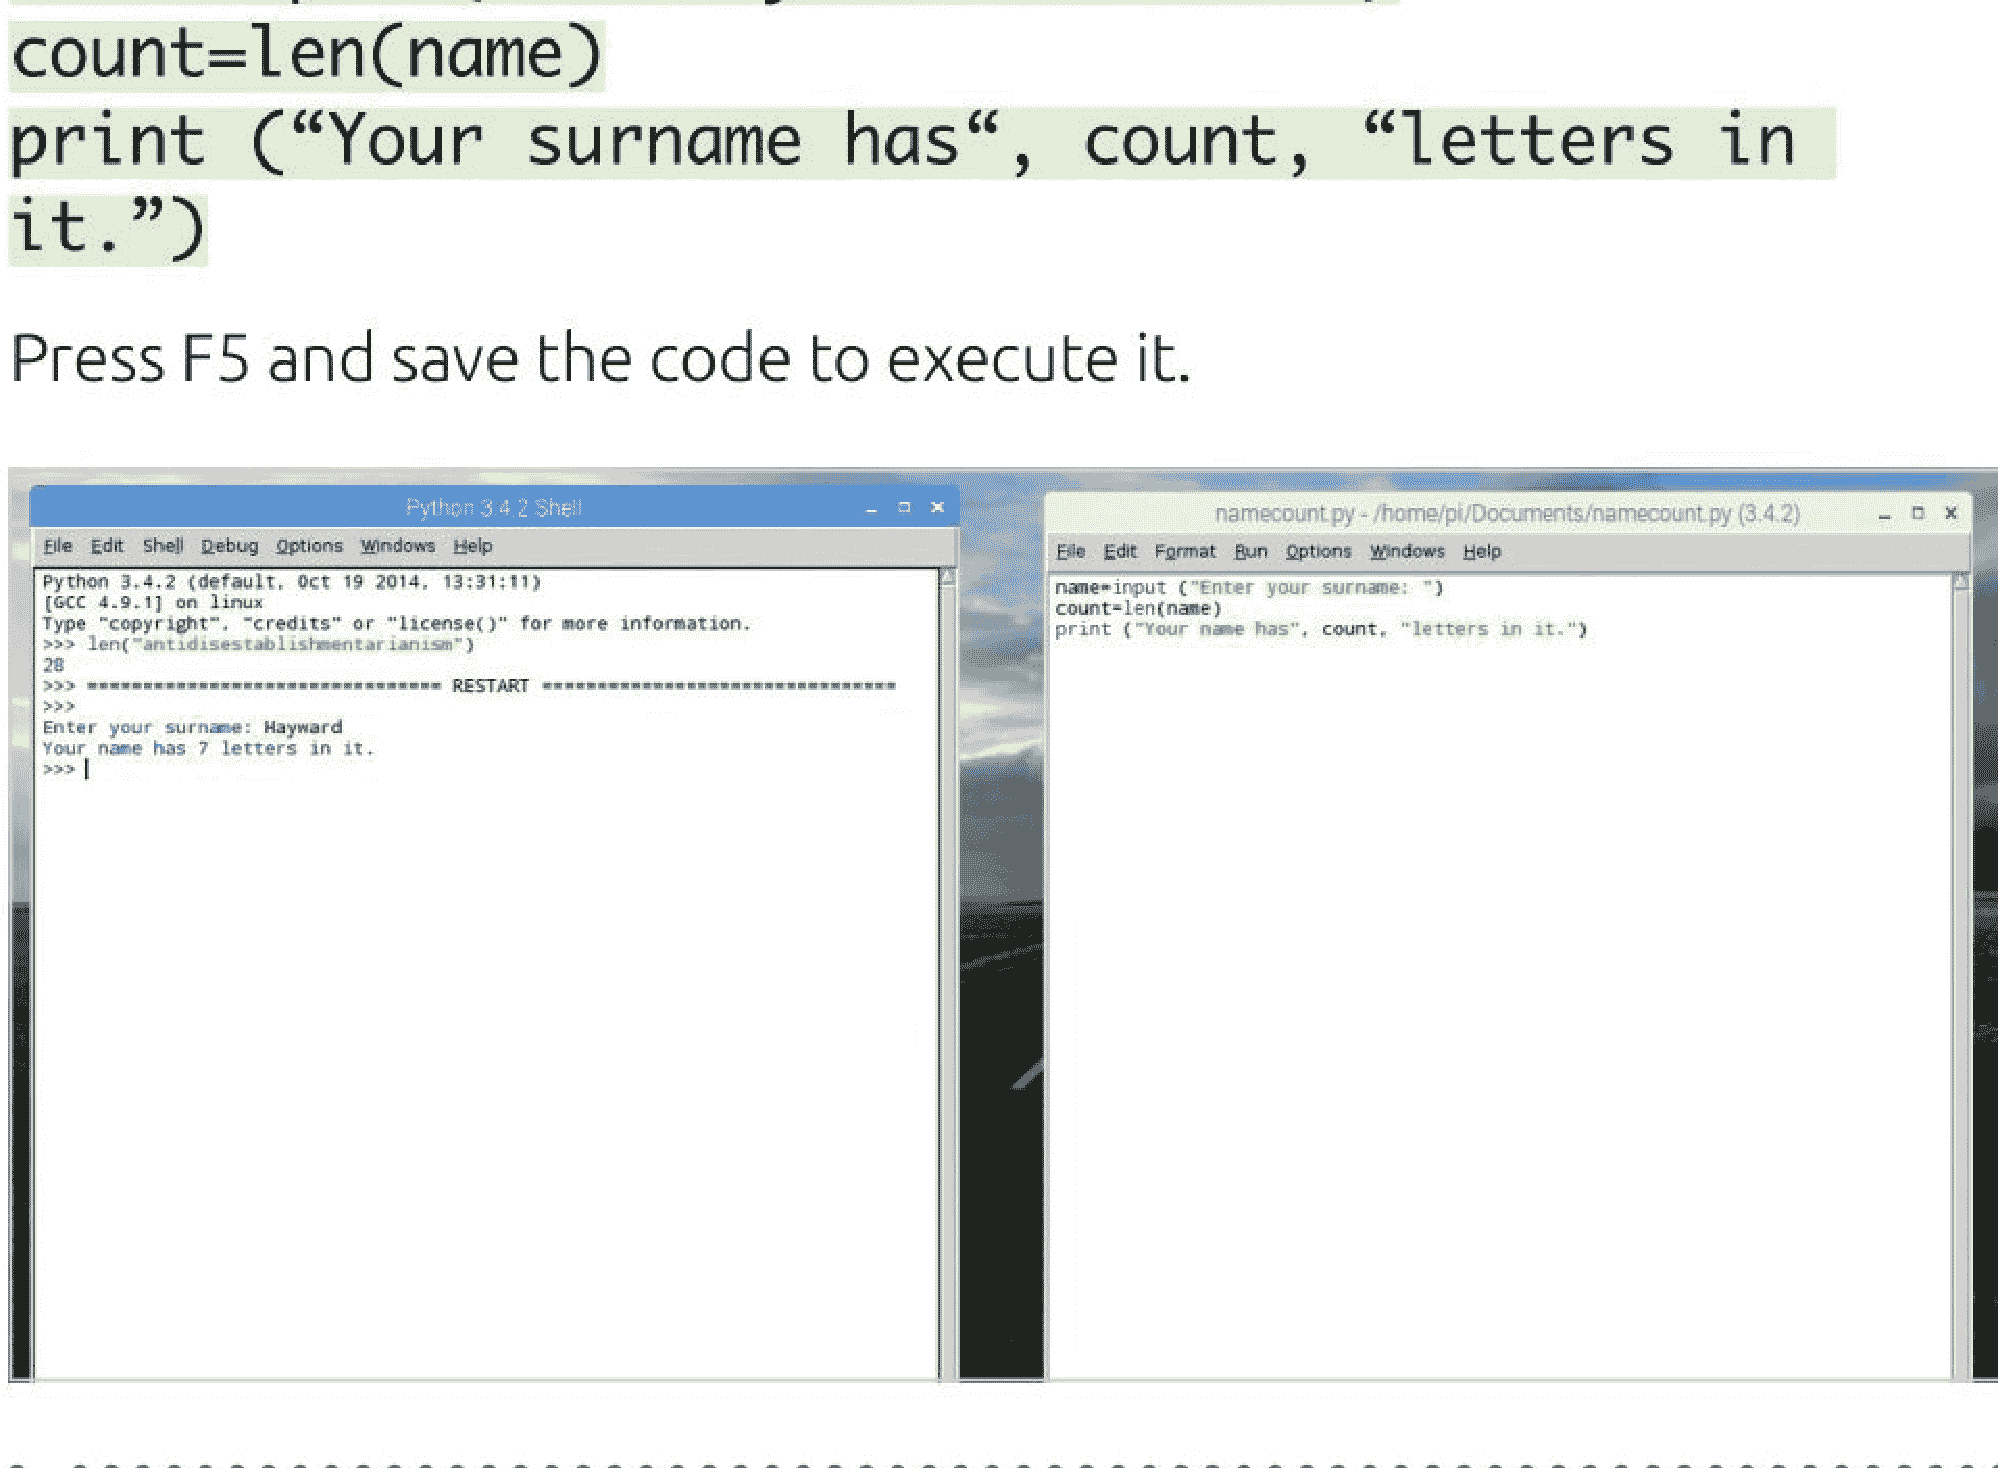 count=len(name)
print (“Your surname has“, count, “letters in
it.”)
Press F5 and save the code to execute it.
Python 3.4.2 Shell
File Edit Shell Debug Options Windows Help
Python 3.4.2 (default, Oct 19 2014, 13:31:11)
[GCC 4.9.1] on linux
Type "copyright", "credits" or "license()" for more information.
>>> len("antidisestablishmentarianism")
28
>>> ================================ RESTART ================================
>>>
Enter your surname: Hayward
Your name has 7 letters in it.
>>>
namecount.py - /home/pi/Documents/namecount.py (3.4.2)
File Edit Format Run Options Windows Help
name=input ("Enter your surname: ")
count=len(name)
print ("Your name has", count, "letters in it.")